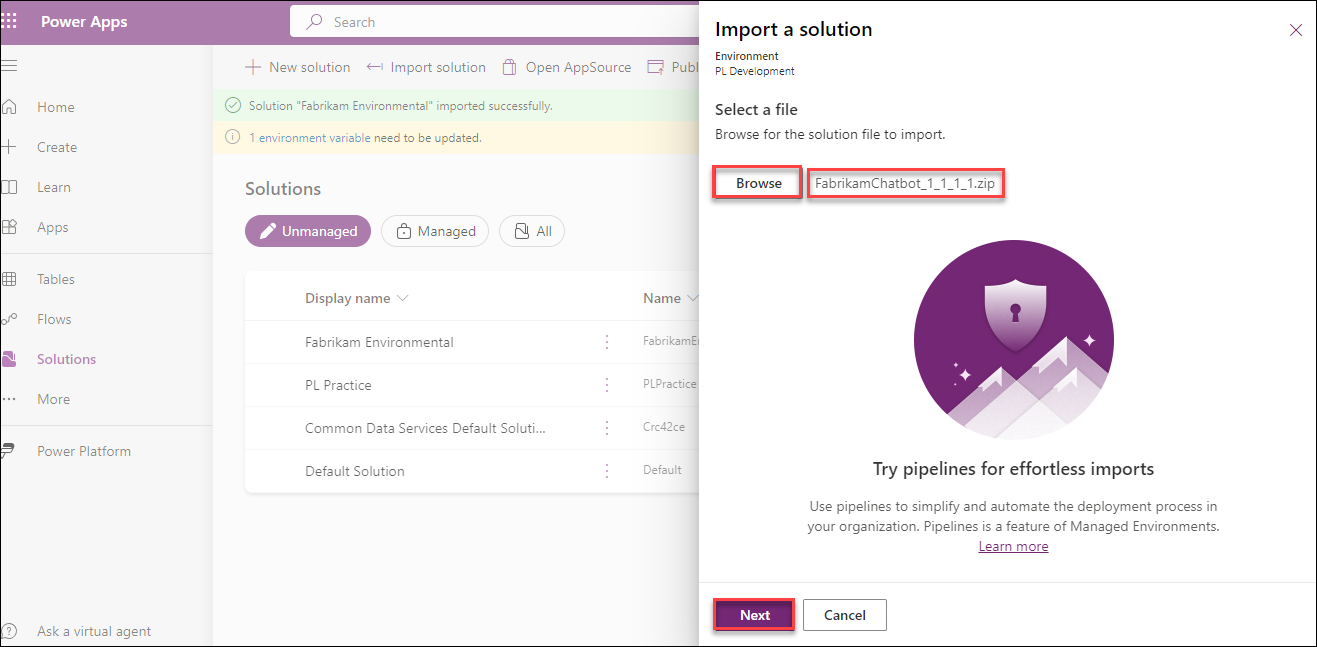 Power Apps
Search
New solution
Import solution
Open AppSource
Publ
Solution "Fabrikam Environmental" imported successfully.
1 environment variable need to be updated.
Home
Create
Learn
Apps
Tables
Flows
Solutions
More
Power Platform
Ask a virtual agent
Solutions
Unmanaged
Managed
All
Display name
Name
Fabrikam Environmental
FabrikamEn
PL Practice
PLPractice
Common Data Services Default Soluti...
Crc42ce
Default Solution
Default
Import a solution
Environment
PL Development
Select a file
Browse for the solution file to import.
Browse
FabrikamChatbot_1_1_1_1.zip
Try pipelines for effortless imports
Use pipelines to simplify and automate the deployment process in
your organization. Pipelines is a feature of Managed Environments.
Learn more
Next
Cancel